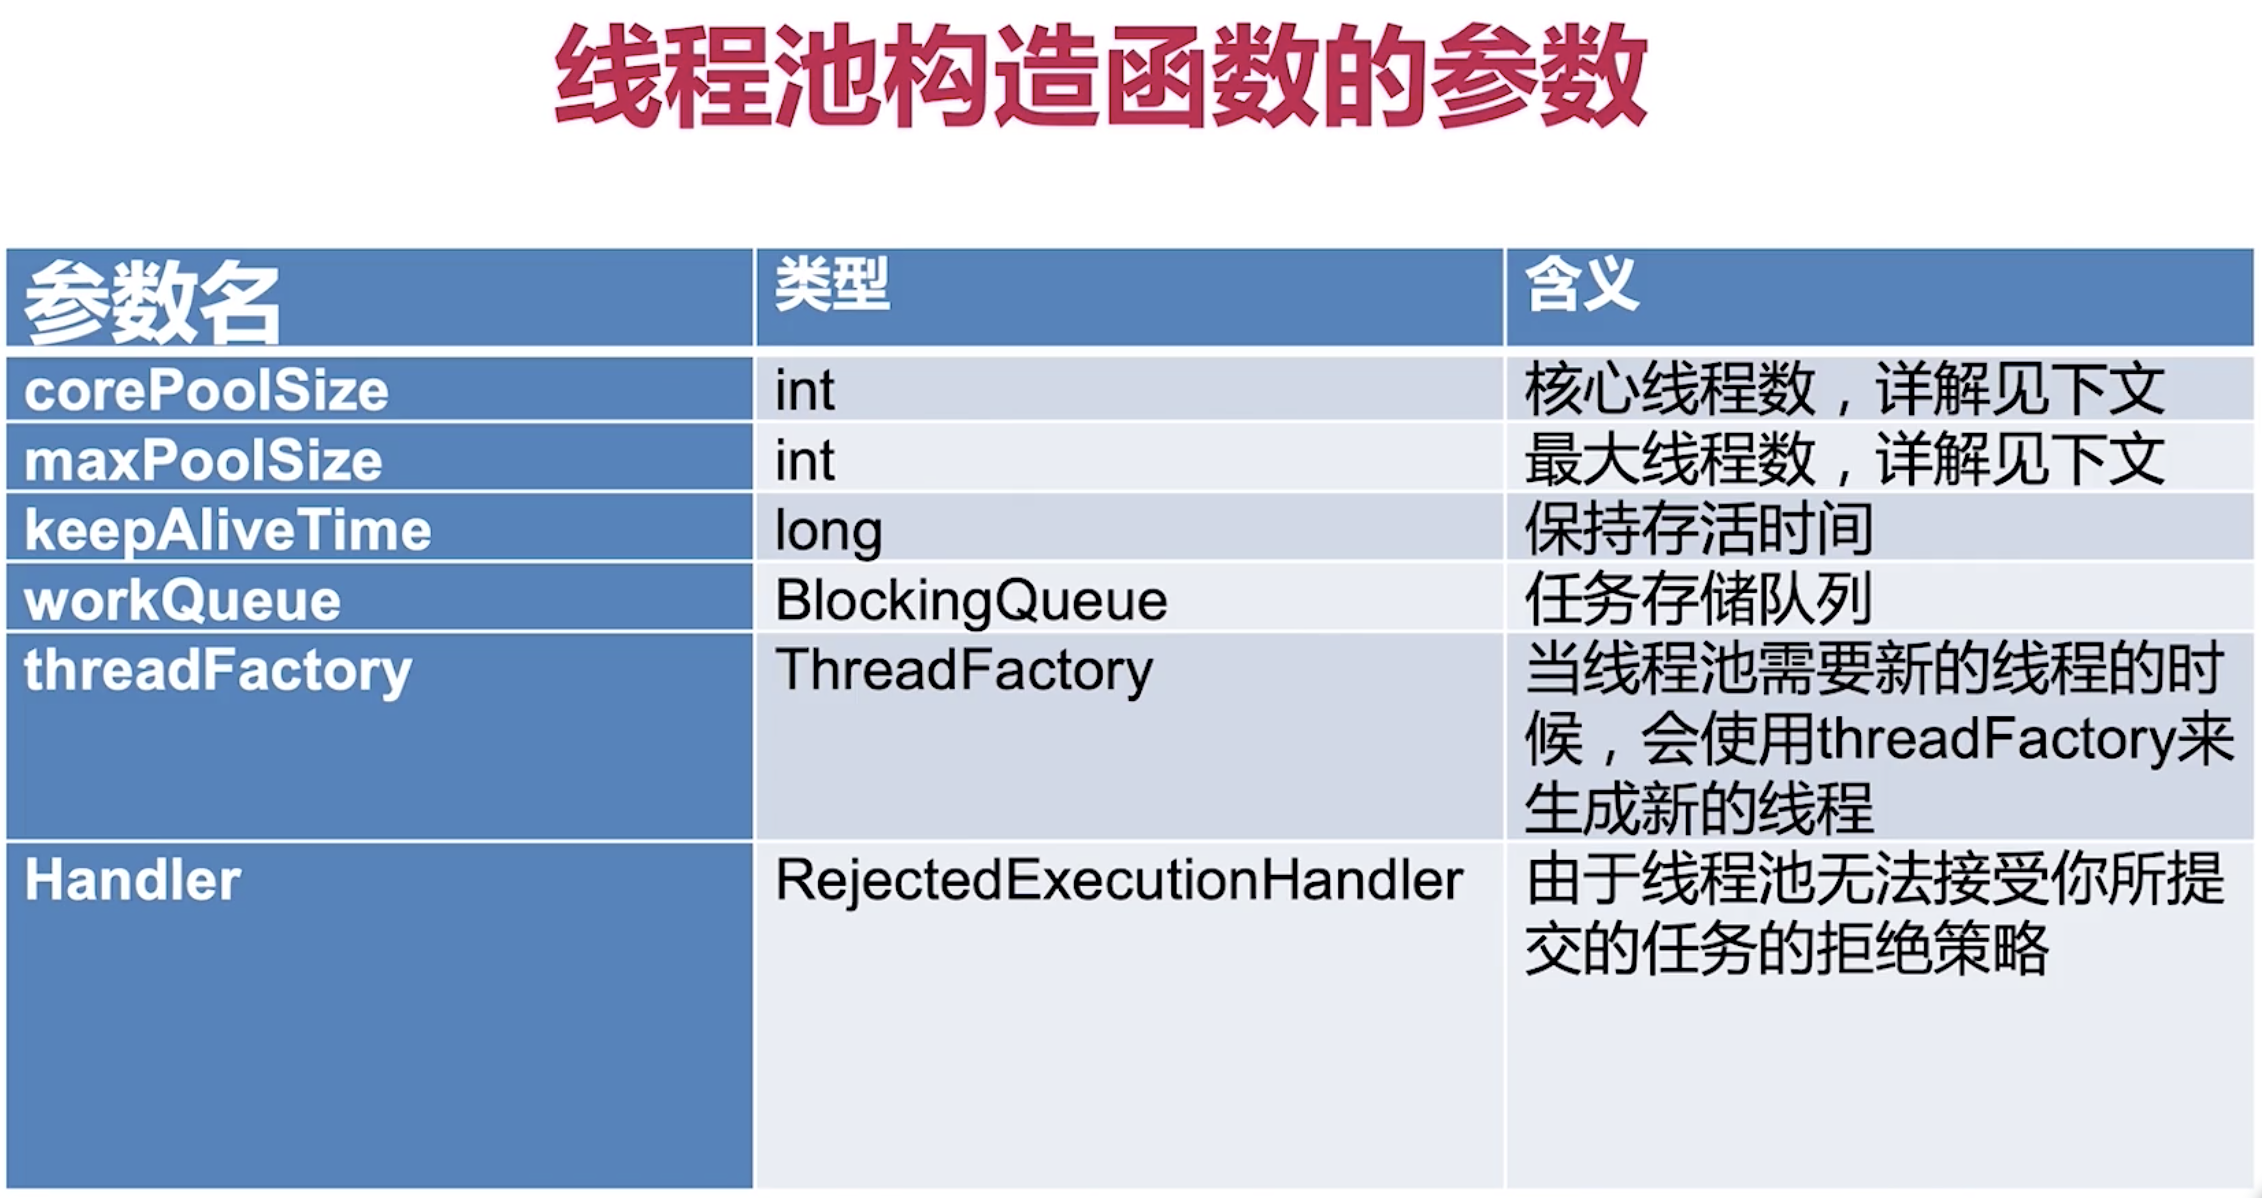 线程池构造函数的参数
参数名 类型 含义
corePoolSize int 核心线程数，详解见下文
maxPoolSize int 最大线程数，详解见下文
keepAliveTime long 保持存活时间
workQueue BlockingQueue 任务存储队列
threadFactory ThreadFactory 当线程池需要新的线程的时
候，会使用threadFactory来
生成新的线程
Handler RejectedExecutionHandler 由于线程池无法接受你所提
交的任务的拒绝策略